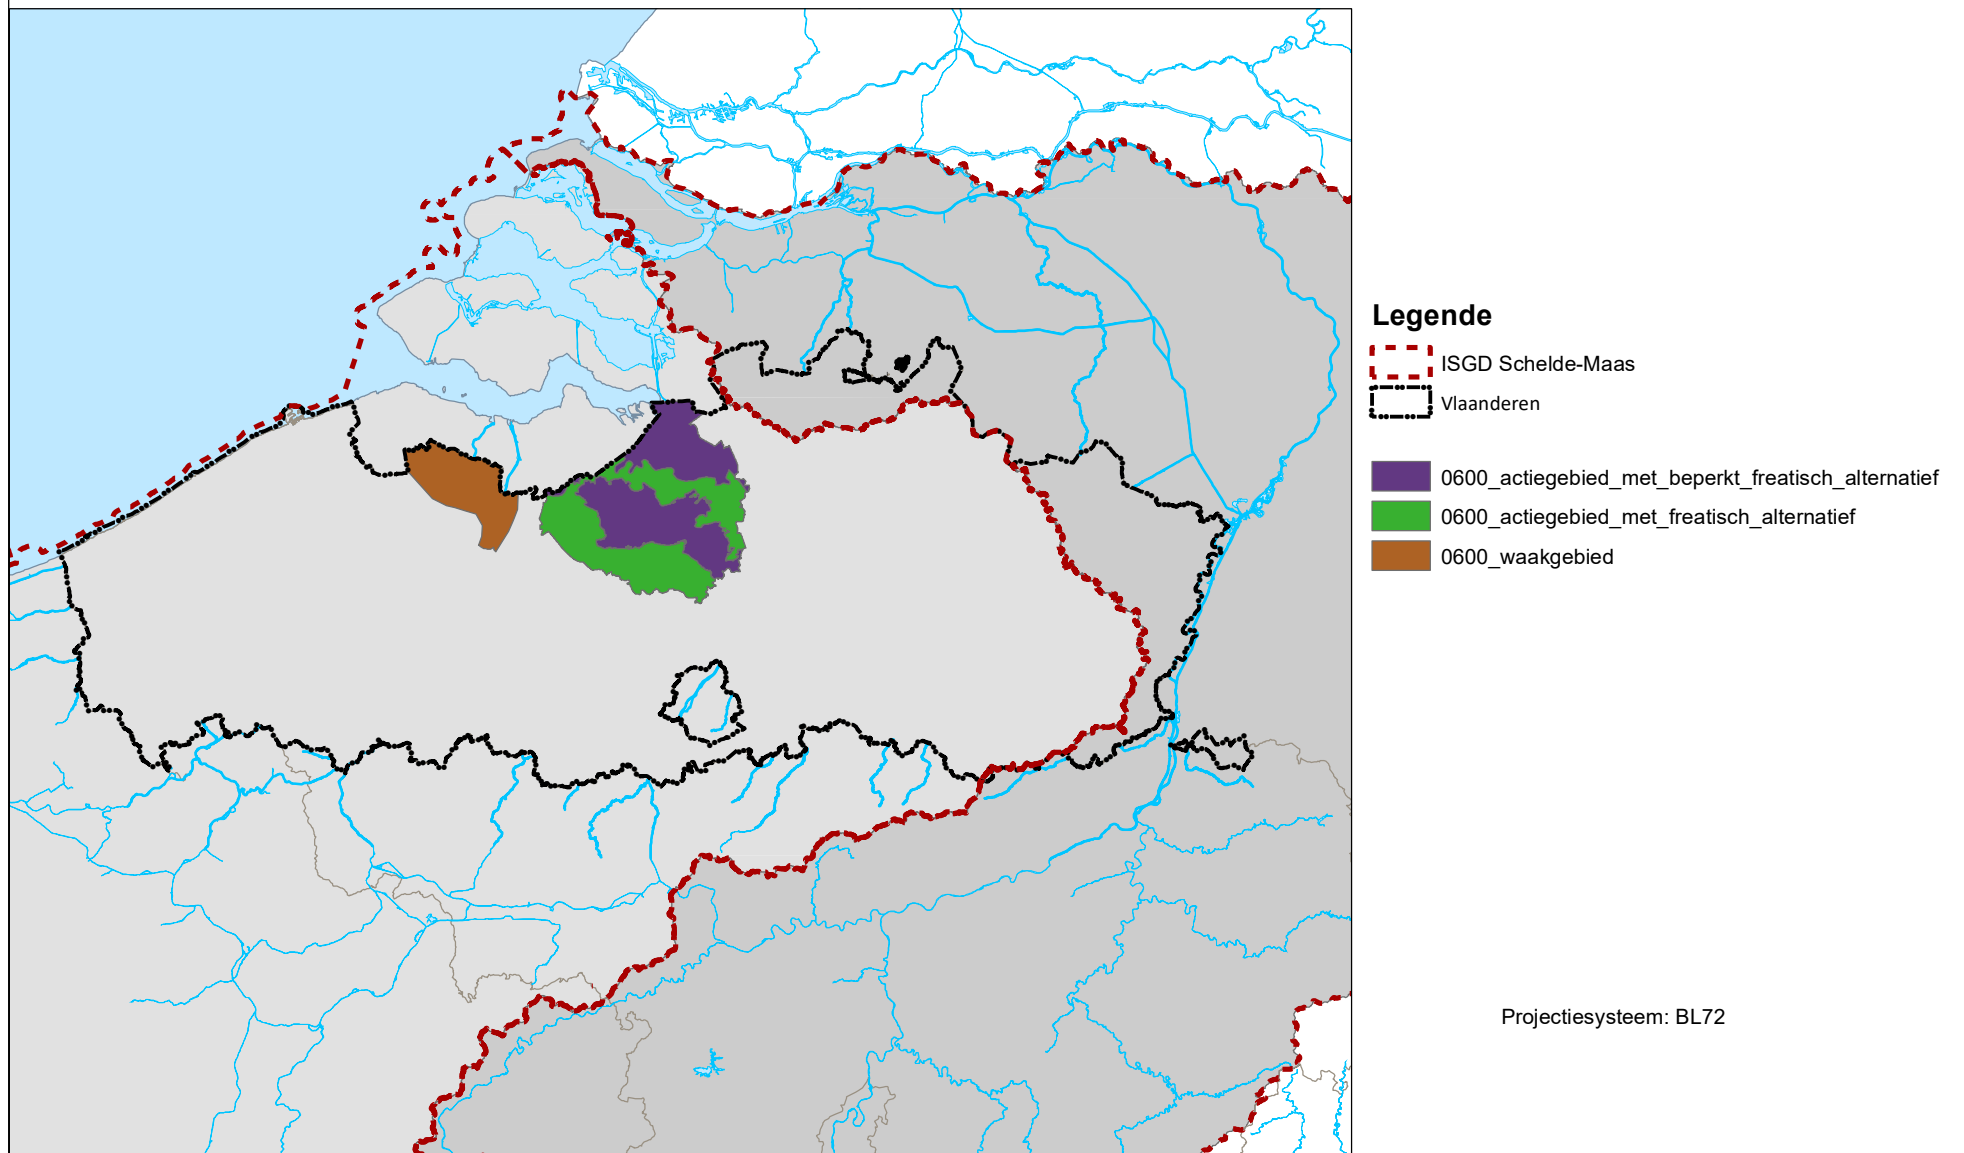 Legende
ISGD Schelde-Maas
Vlaanderen
0600_actiegebied_met_beperkt_freatisch_alternatief
0600_actiegebied_met_freatisch_alternatief
0600_waakgebied
Projectiesysteem: BL72